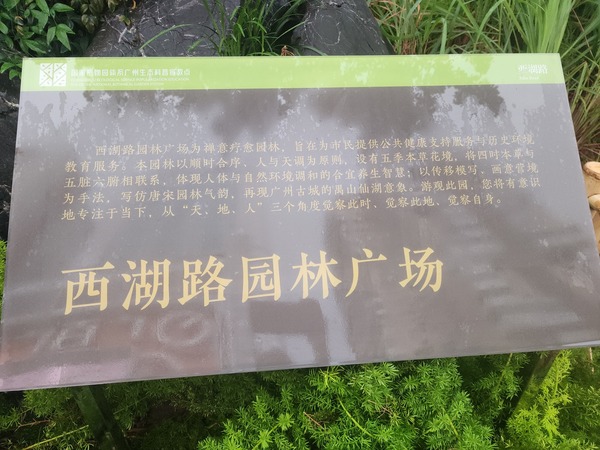 西湖路
西湖路园林广场为禅意疗愈园林，旨在为市民提供公共健康支持服务与历史环境
教育服务。本园林以顺时合序、人与天调为原则，设有五季本草花境，将四时本草与
五脏六腑相联系，体现人体与自然环境调和的合宜养生智慧；以传移模写、画意营境
为手法，写仿唐宋园林气韵，再现广州古城的禺山仙湖意象。游观此园，您将有意识
地专注于当下，从“天、地、人”三个角度觉察此时、觉察此地、觉察自身。
西湖路园林广场